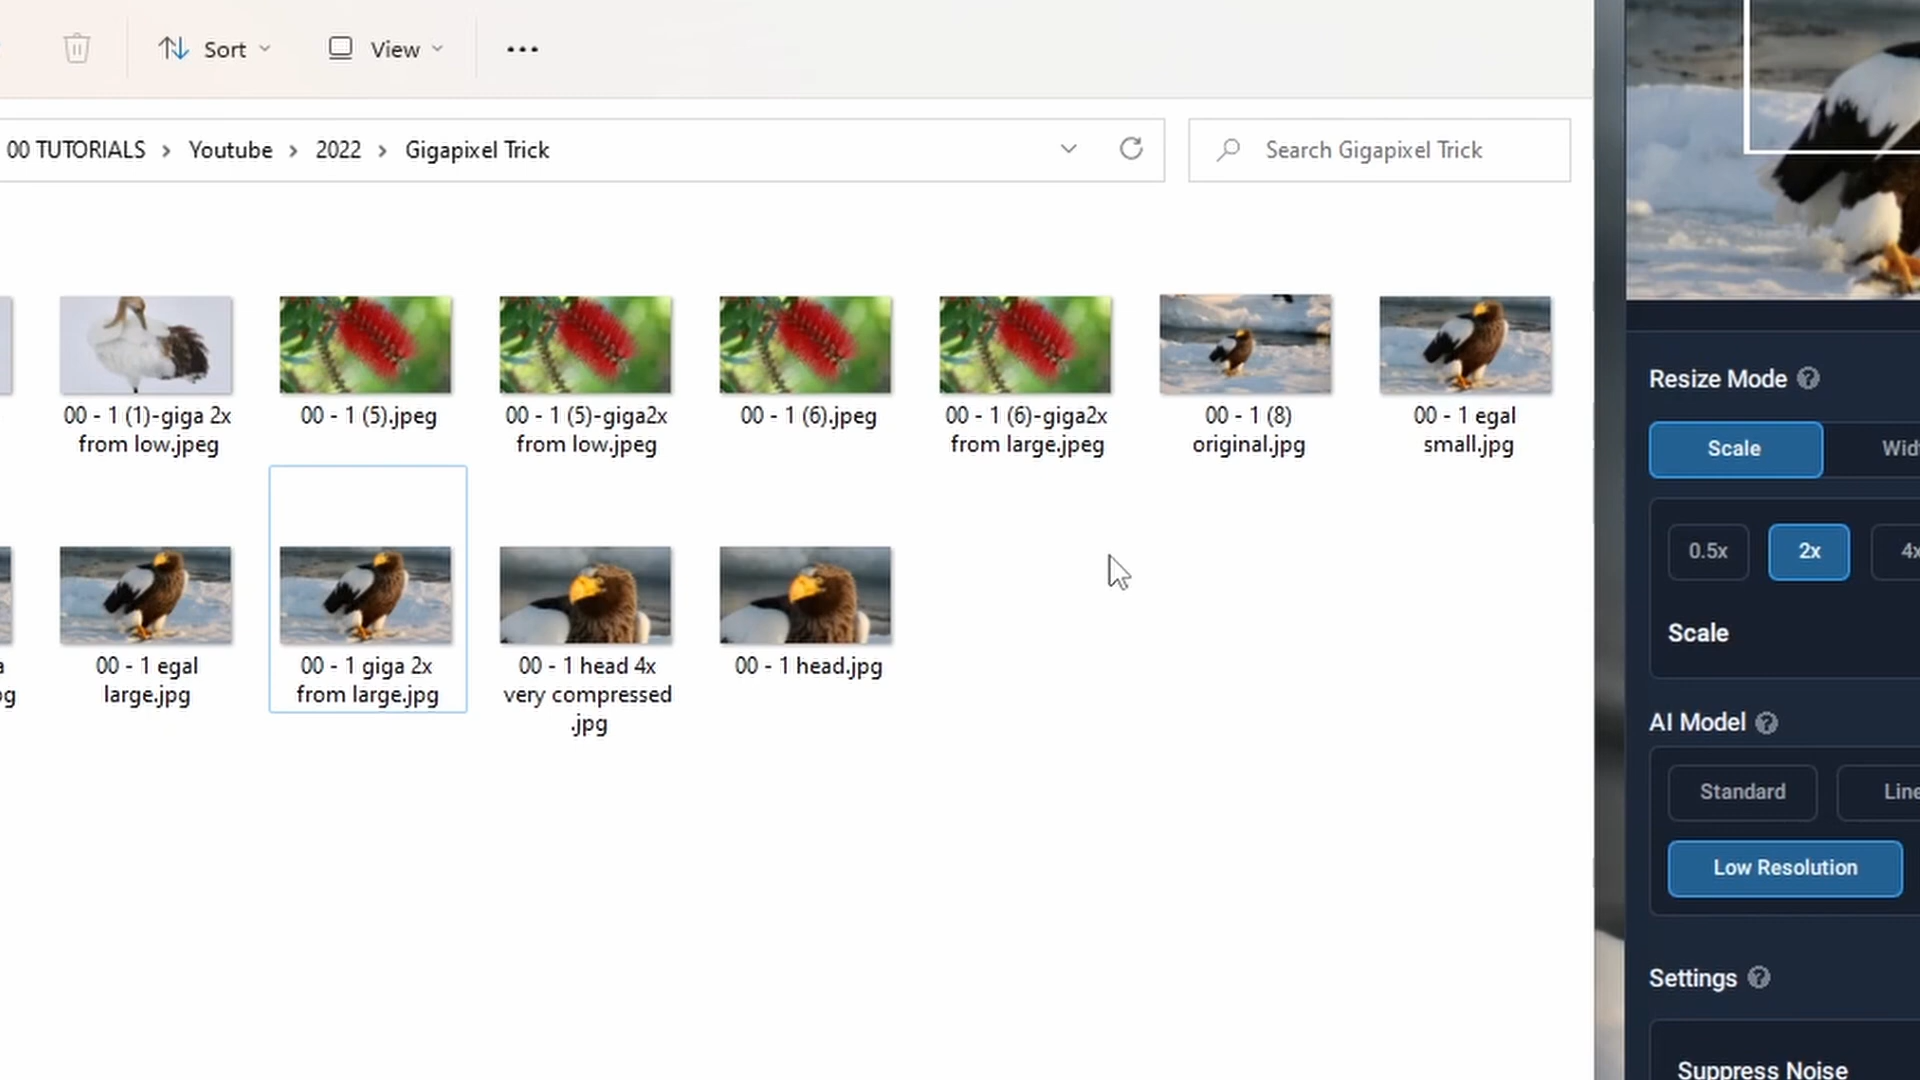 Sort
View
00 TUTORIALS
Youtube
2022
Gigapixel Trick
Search Gigapixel Trick
00 - 1 (1)-giga 2x
from low.jpeg
00 - 1 (5).jpeg
00 - 1 (5)-giga2x
from low.jpeg
00 - 1 (6).jpeg
00 - 1 (6)-giga2x
from large.jpeg
00 - 1 (8)
original.jpg
00 - 1 egal
small.jpg
00 - 1 egal
large.jpg
00 - 1 giga 2x
from large.jpg
00 - 1 head 4x
very compressed
.jpg
00 - 1 head.jpg
Resize Mode
Scale
0.5x
2x
4x
Scale
AI Model
Standard
Low Resolution
Settings
Suppress Noise